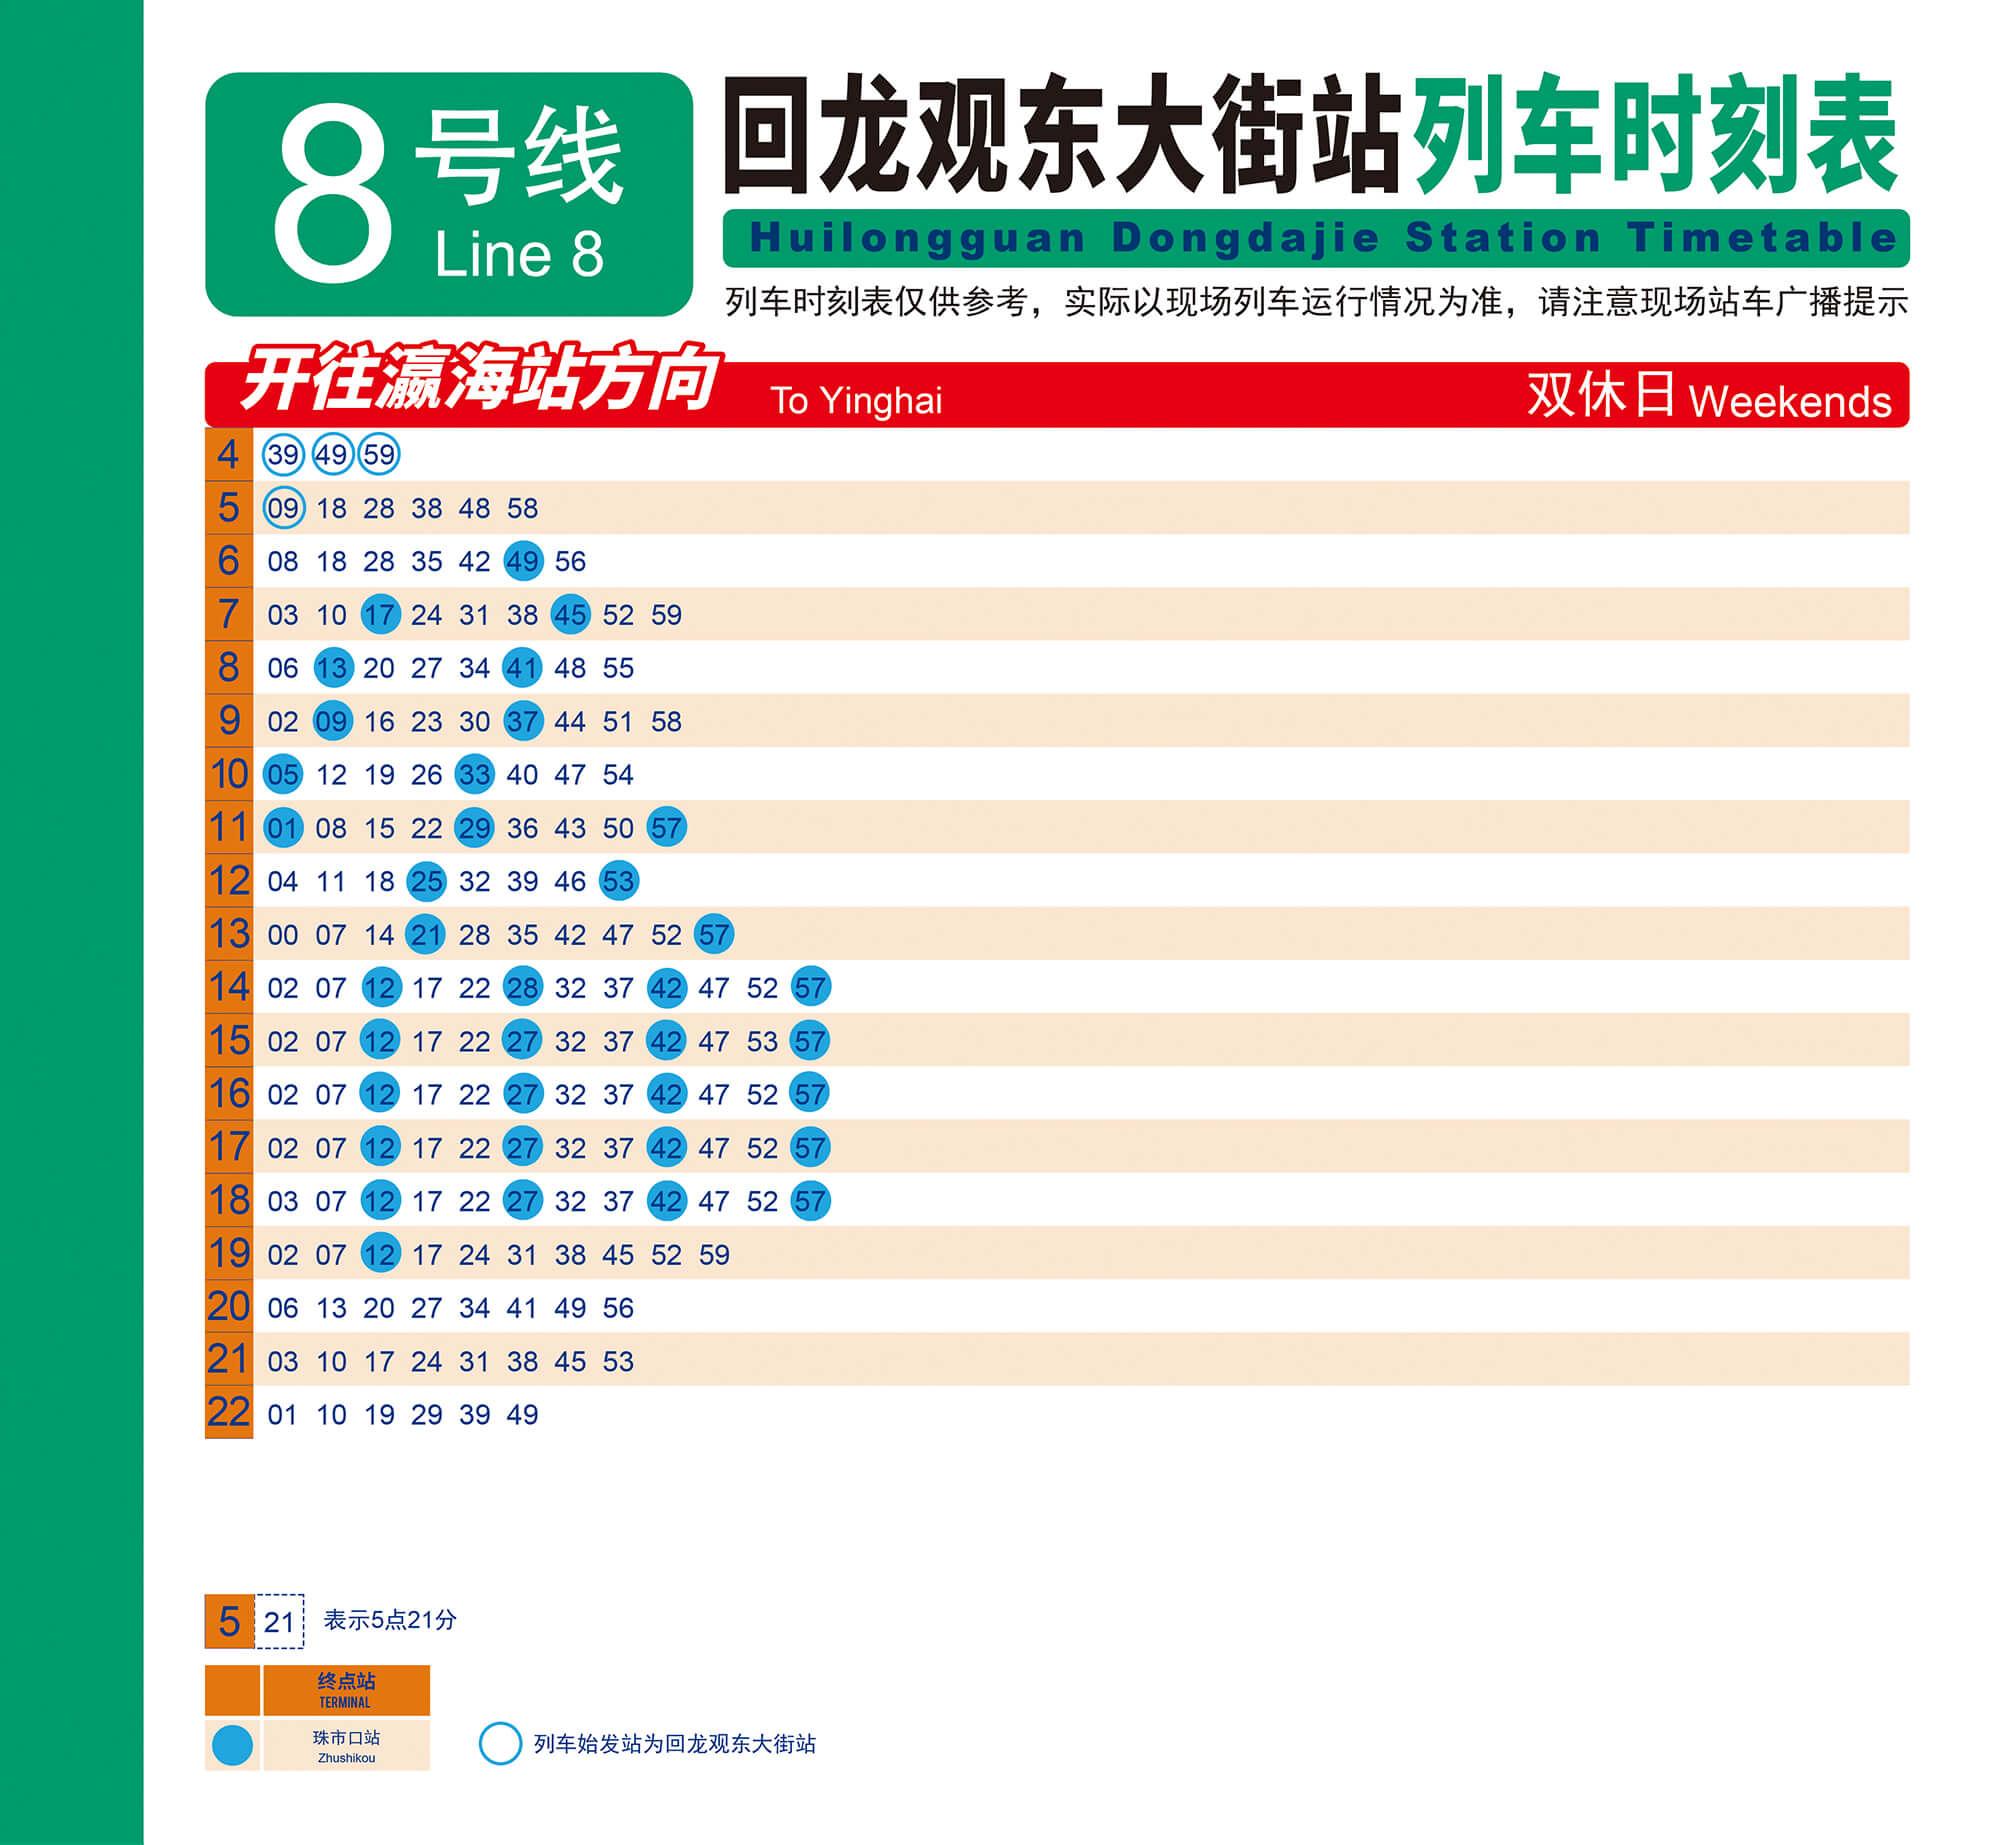 8号线
Line 8
回龙观东大街站列车时刻表
Huilongguan Dongdajie Station Timetable
列车时刻表仅供参考，实际以现场列车运行情况为准，请注意现场站车广播提示
开往瀛海站方向 To Yinghai 双休日 Weekends
4 39 49 59
5 09 18 28 38 48 58
6 08 18 28 35 42 49 56
7 03 10 17 24 31 38 45 52 59
8 06 13 20 27 34 41 48 55
9 02 09 16 23 30 37 44 51 58
10 05 12 19 26 33 40 47 54
11 01 08 15 22 29 36 43 50 57
12 04 11 18 25 32 39 46 53
13 00 07 14 21 28 35 42 47 52 57
14 02 07 12 17 22 28 32 37 42 47 52 57
15 02 07 12 17 22 27 32 37 42 47 53 57
16 02 07 12 17 22 27 32 37 42 47 52 57
17 02 07 12 17 22 27 32 37 42 47 52 57
18 03 07 12 17 22 27 32 37 42 47 52 57
19 02 07 12 17 24 31 38 45 52 59
20 06 13 20 27 34 41 49 56
21 03 10 17 24 31 38 45 53
22 01 10 19 29 39 49
5 21 表示5点21分
终点站
TERMINAL
珠市口站
Zhushikou
列车始发站为回龙观东大街站